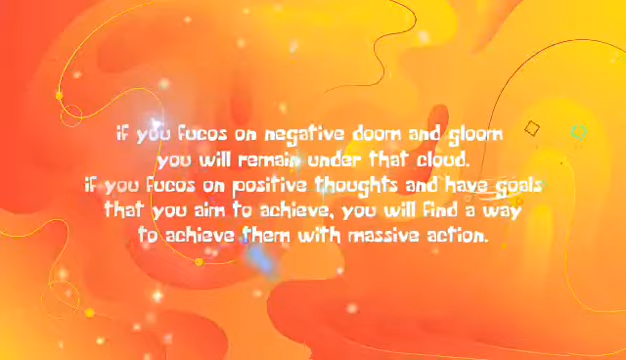 if you fucos on negative doom and gloom
you will remain under that cloud.
if you fucos on positive thoughts and have goals
that you aim to achieve, you will find a way
to achieve them with massive action.